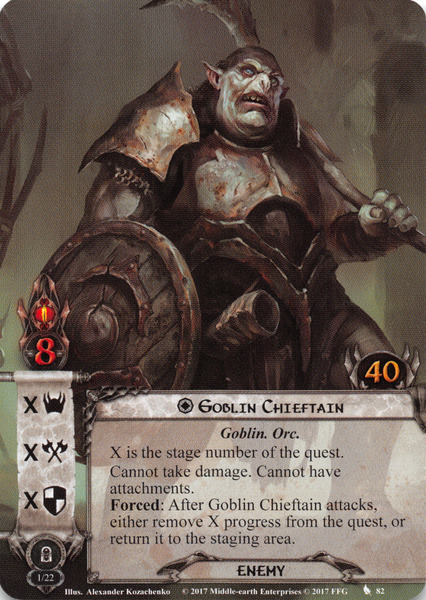 8
40
Goblin Chieftain
X
X
X
Goblin. Orc.
X is the stage number of the quest.
Cannot take damage. Cannot have
attachments.
Forced: After Goblin Chieftain attacks,
either remove X progress from the quest, or
return it to the staging area.
1/22
ENEMY
Illus. Alexander Kozachenko © 2017 Middle-earth Enterprises © 2017 FFG 82